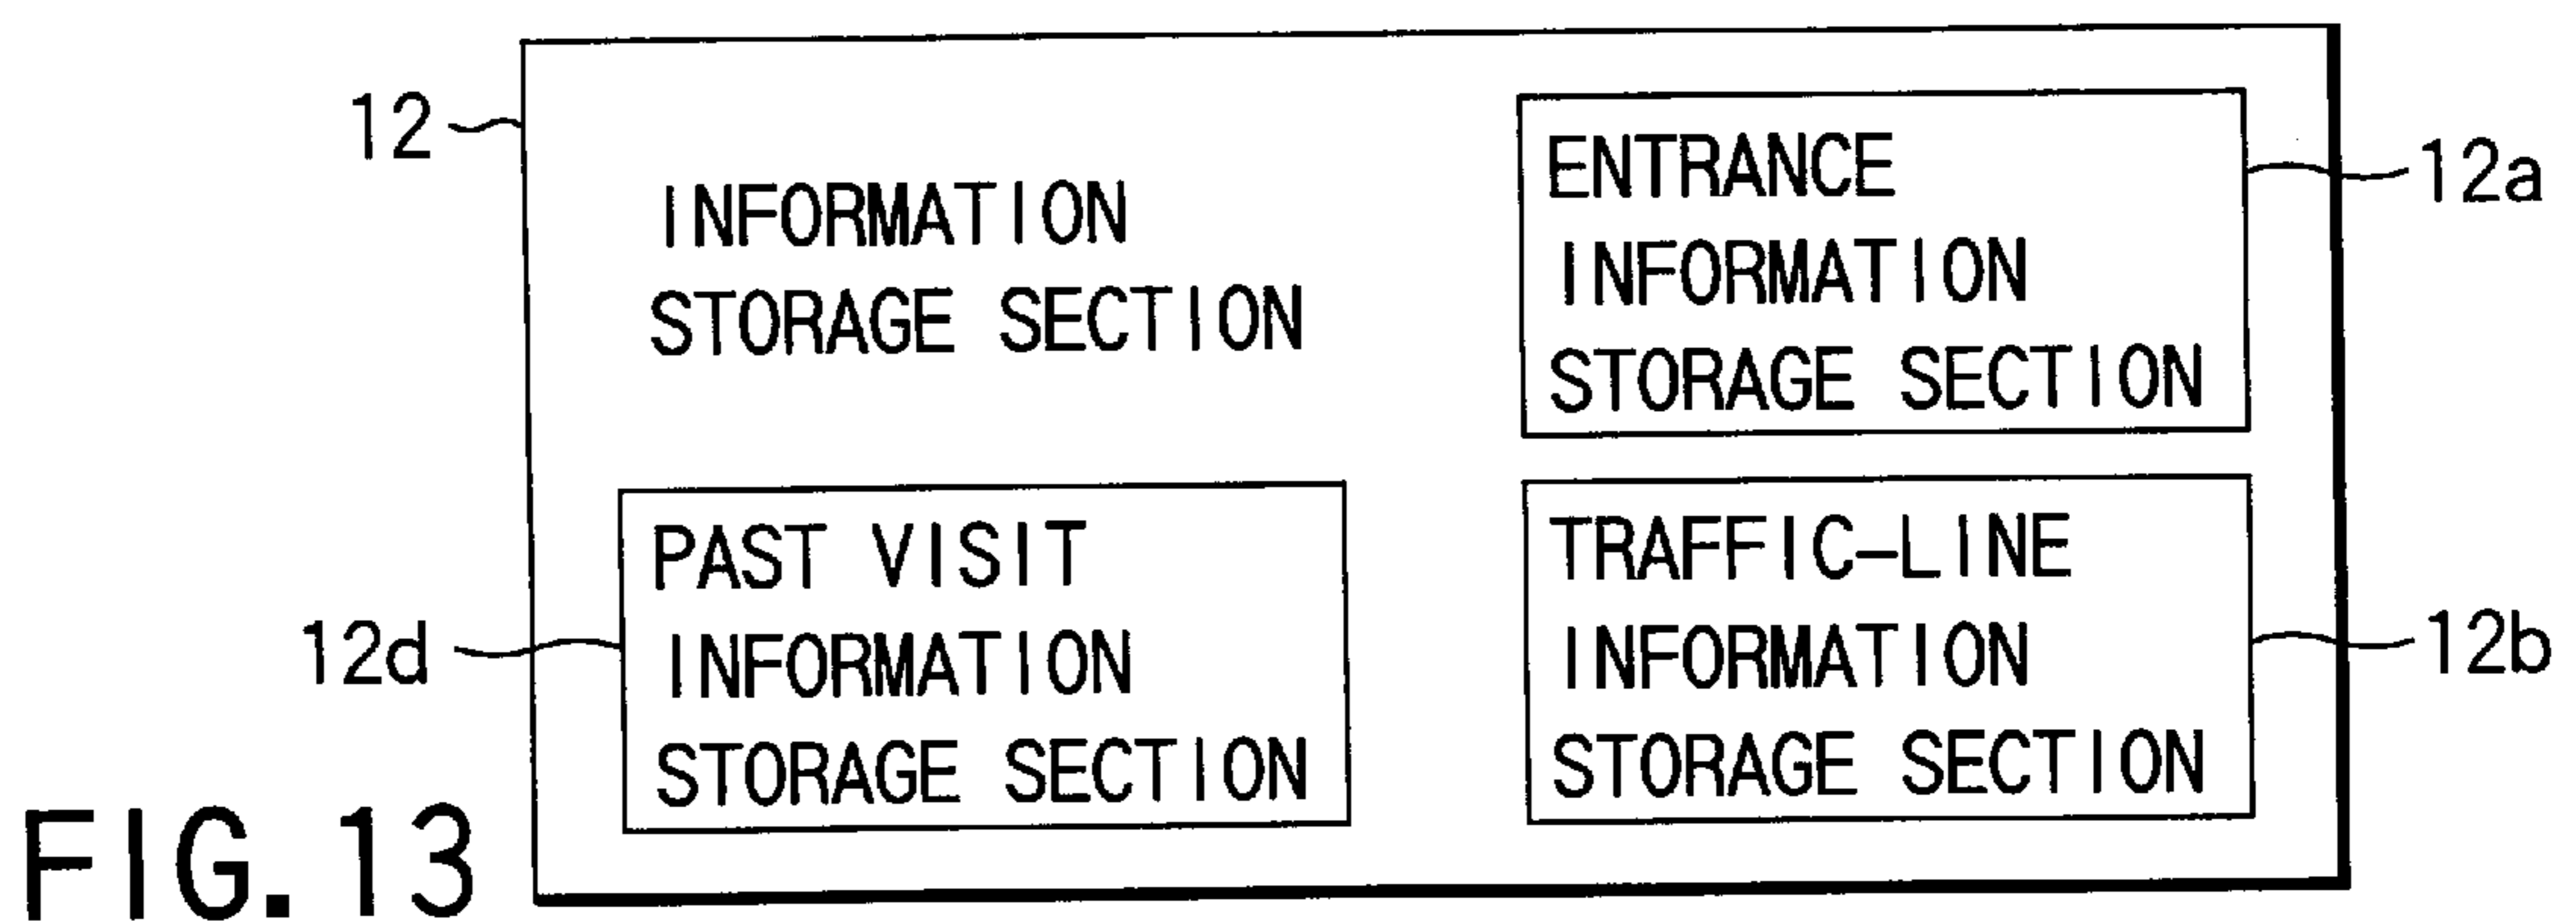 12
INFORMATION
STORAGE SECTION
ENTRANCE
INFORMATION
STORAGE SECTION
12a
PAST VISIT
INFORMATION
STORAGE SECTION
12d
TRAFFIC-LINE
INFORMATION
STORAGE SECTION
12b
FIG. 13